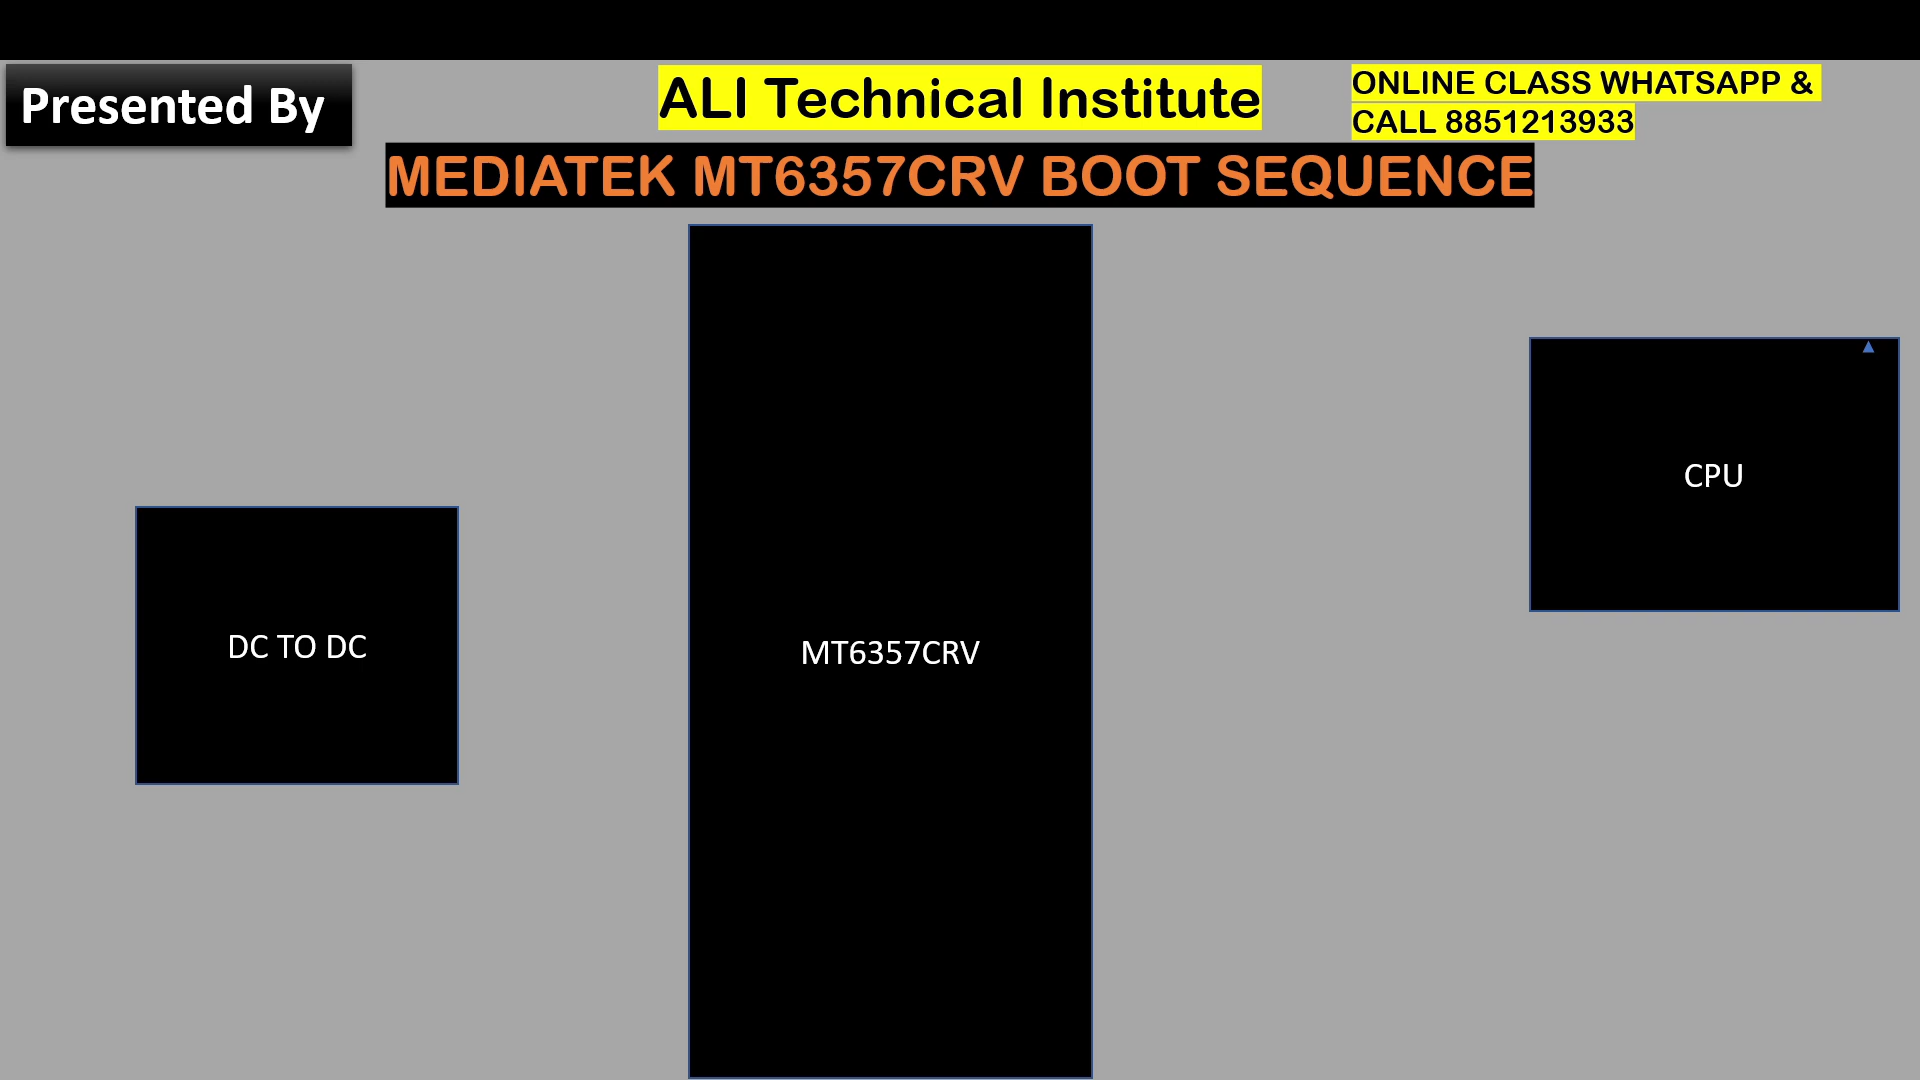 Presented By
ALI Technical Institute
ONLINE CLASS WHATSAPP &
CALL 8851213933
MEDIATEK MT6357CRV BOOT SEQUENCE
CPU
DC TO DC
MT6357CRV